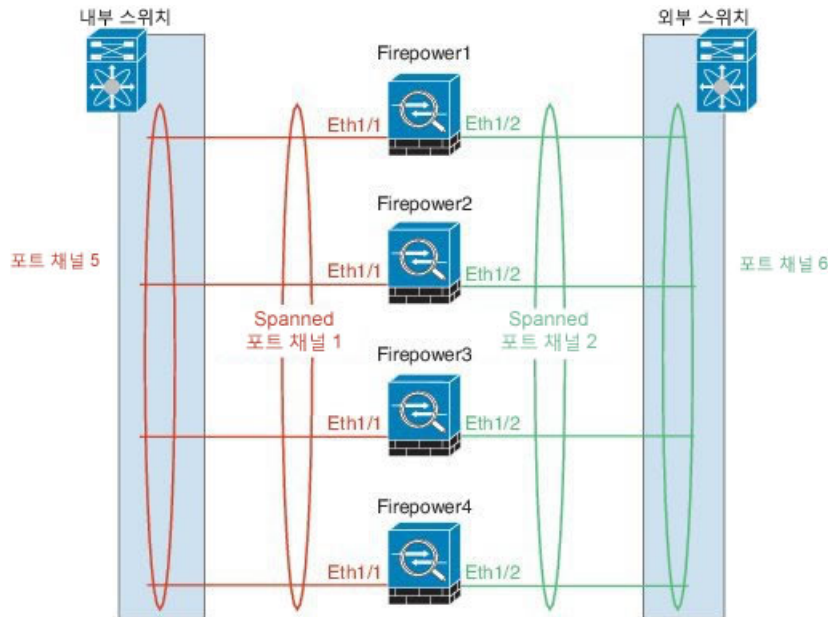 내부 스위치
외부 스위치
Firepower1
Eth1/1
Eth1/2
Firepower2
포트 채널 5
Eth1/1
Eth1/2
포트 채널 6
Spanned
포트 채널 1
Spanned
포트 채널 2
Firepower3
Eth1/1
Eth1/2
Firepower4
Eth1/1
Eth1/2